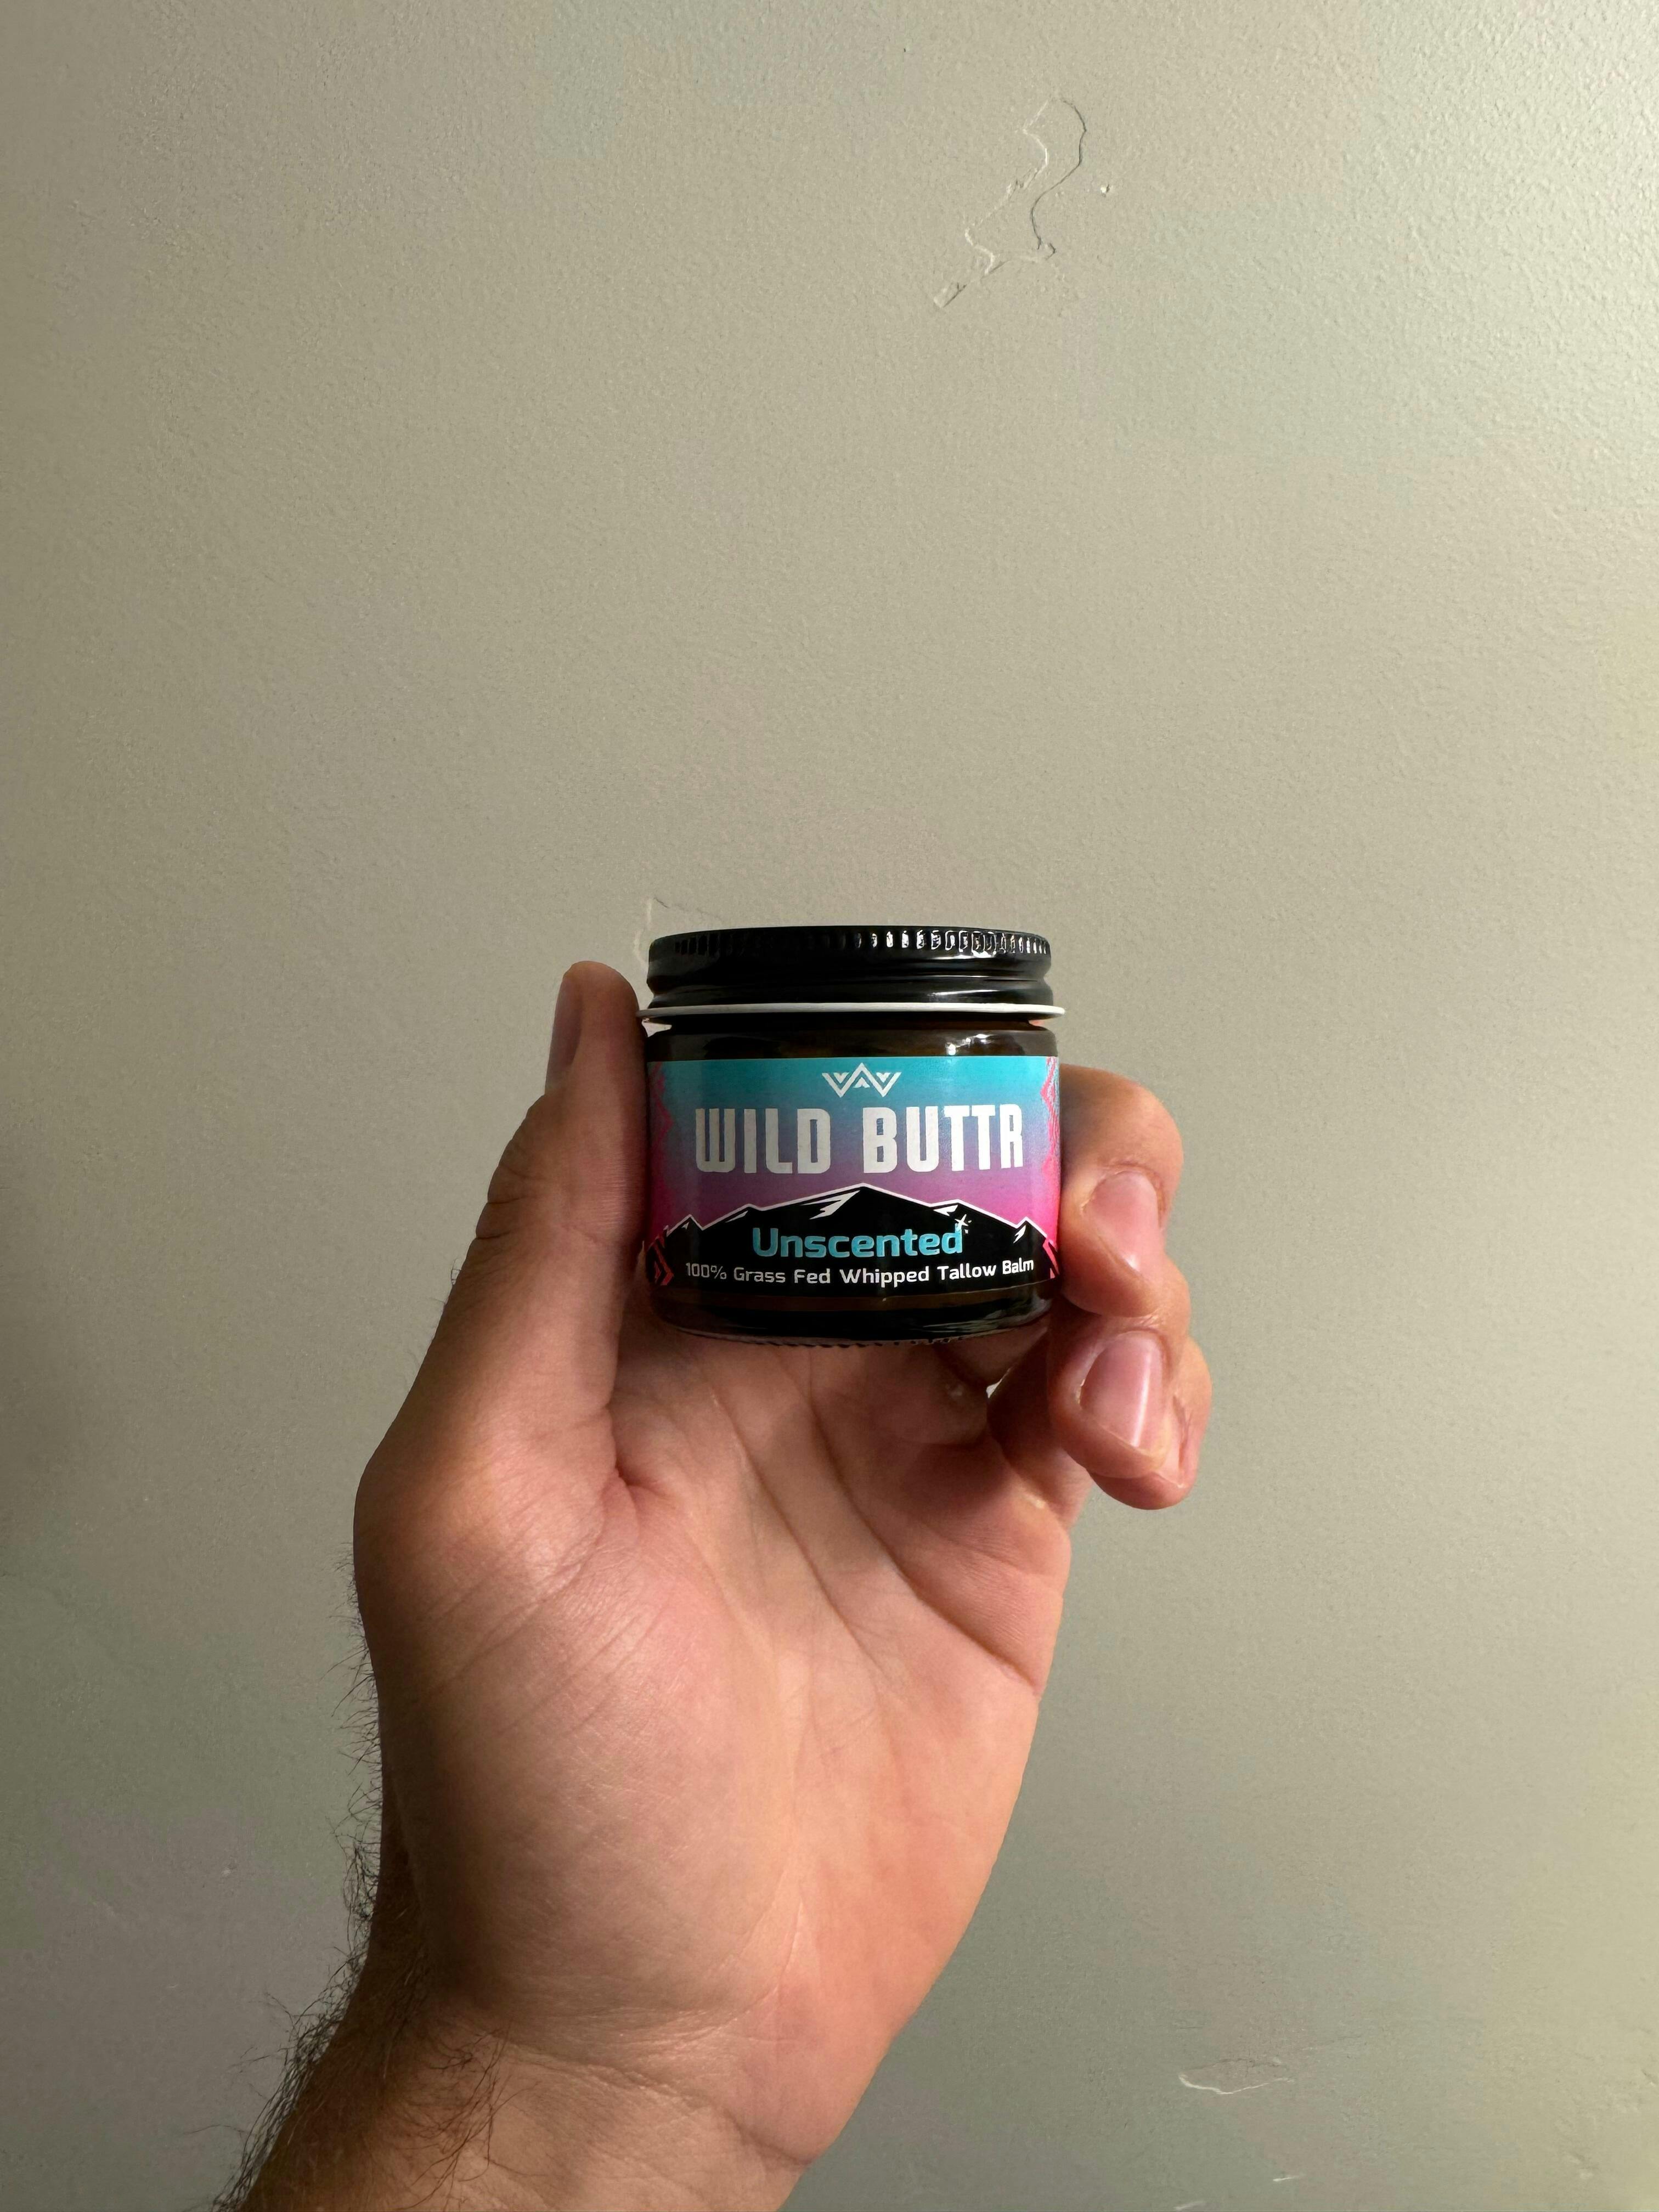 WILD BUTTR
Unscented
100% Grass Fed Whipped Tallow Balm